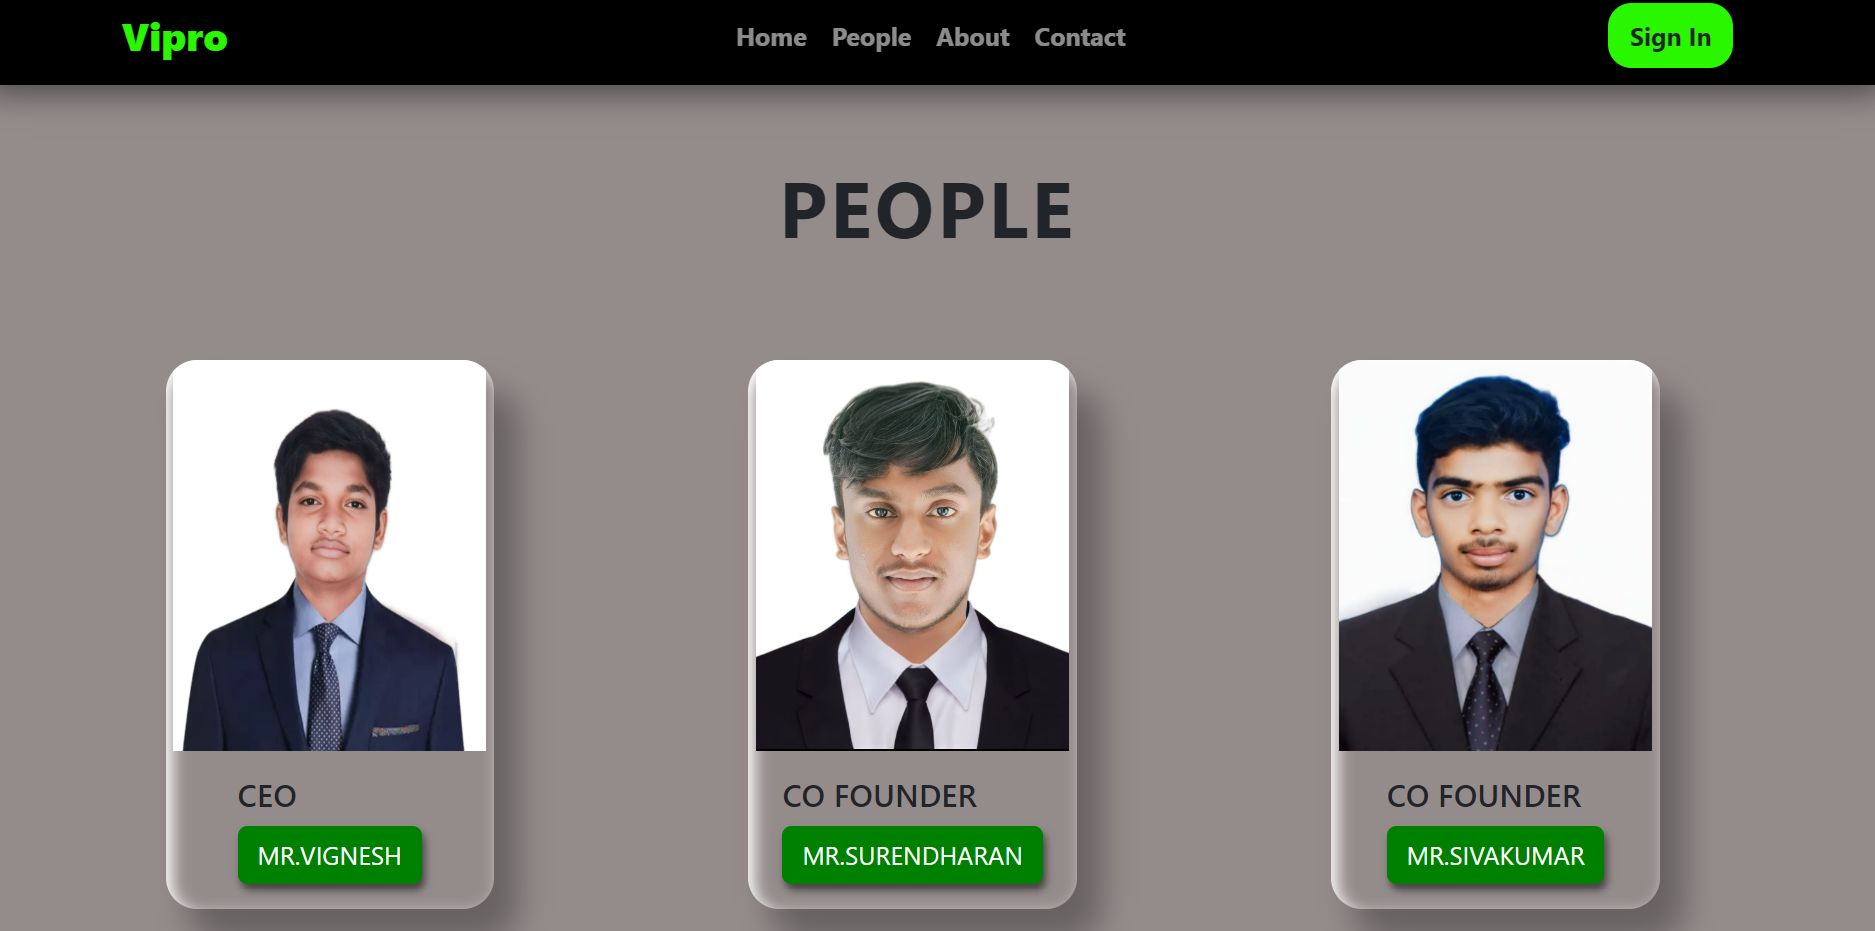 Vipro
Home People About Contact
Sign In
PEOPLE
CEO
MR.VIGNESH
CO FOUNDER
MR.SURENDHARAN
CO FOUNDER
MR.SIVAKUMAR